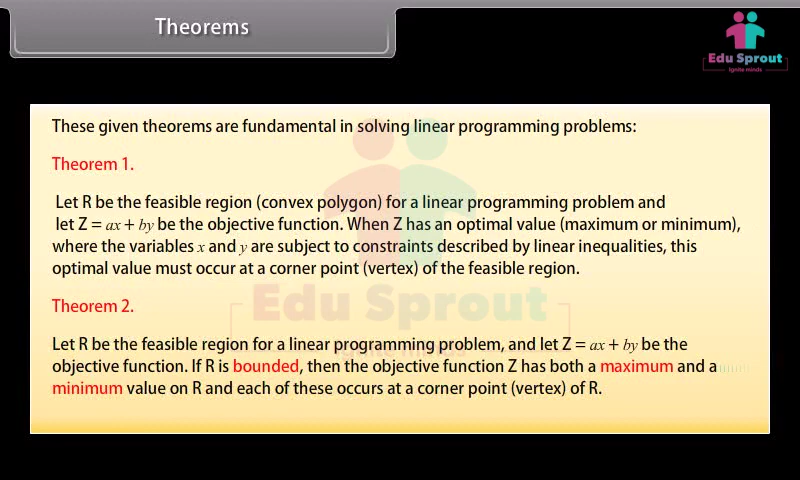 Theorems
Edu Sprout
Ignite minds
These given theorems are fundamental in solving linear programming problems:
Theorem 1.
Let R be the feasible region (convex polygon) for a linear programming problem and
let Z = ax + by be the objective function. When Z has an optimal value (maximum or minimum),
where the variables x and y are subject to constraints described by linear inequalities, this
optimal value must occur at a corner point (vertex) of the feasible region.
Edu Sprout
Theorem 2.
Let R be the feasible region for a linear programming problem, and let Z = ax + by be the
Ignite minds
objective function. If R is bounded, then the objective function Z has both a maximum and a
minimum value on R and each of these occurs at a corner point (vertex) of R.